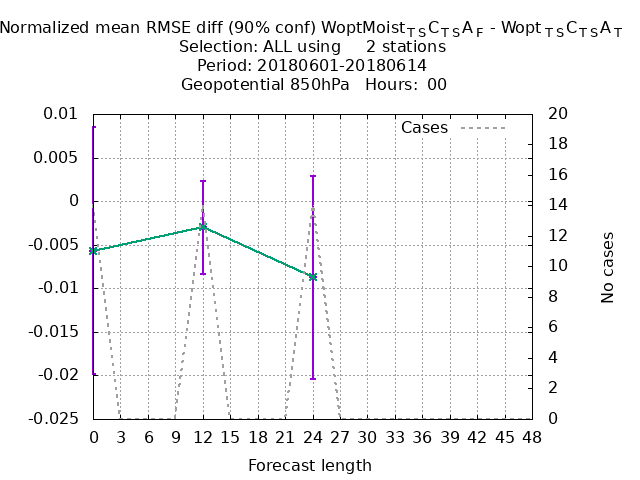 Normalized mean RMSE diff (90% conf) WoptMoist_TSC_TSA_F - Wopt_TSC_TSA_T
Selection: ALL using 2 stations
Period: 20180601-20180614
Geopotential 850hPa Hours: 00
Cases
0.01
0.005
0
-0.005
-0.01
-0.015
-0.02
-0.025
20
18
16
14
12
10
8
6
4
2
0
No cases
0 3 6 9 12 15 18 21 24 27 30 33 36 39 42 45 48
Forecast length